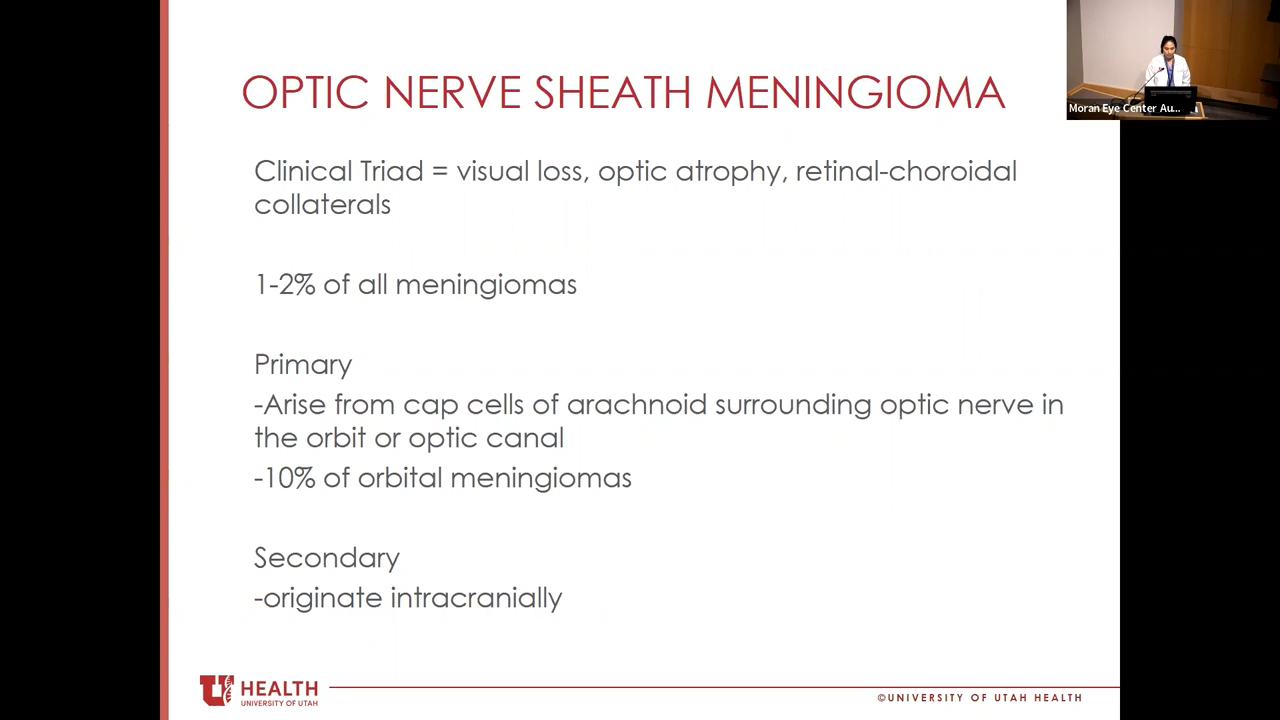 OPTIC NERVE SHEATH MENINGIOMA
Moran Eye Center Au...
Clinical Triad = visual loss, optic atrophy, retinal-choroidal
collaterals
1-2% of all meningiomas
Primary
-Arise from cap cells of arachnoid surrounding optic nerve in
the orbit or optic canal
-10% of orbital meningiomas
Secondary
-originate intracranially
U HEALTH
UNIVERSITY OF UTAH
©UNIVERSITY OF UTAH HEALTH